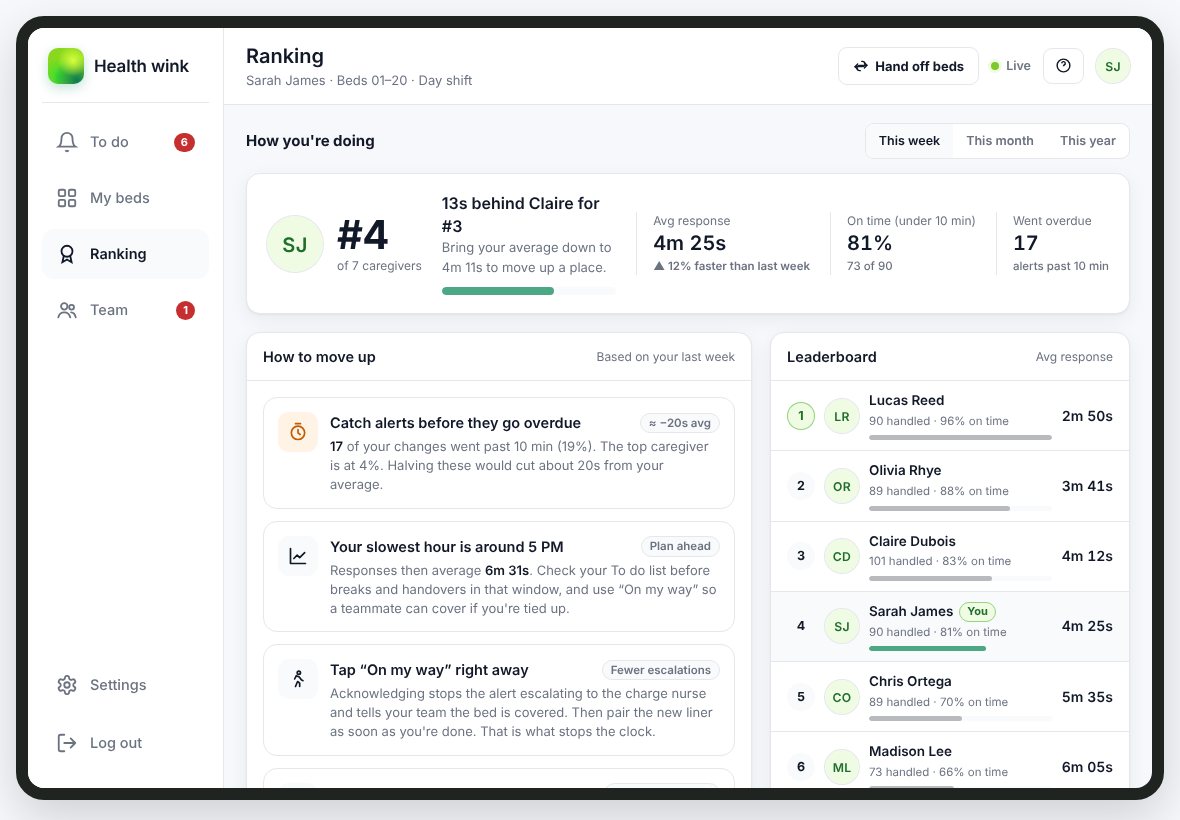 Health wink
To do
6
My beds
Ranking
Team
1
Settings
Log out
Ranking
Sarah James · Beds 01–20 · Day shift
Hand off beds
Live
SJ
How you're doing
This week
This month
This year
SJ
#4
of 7 caregivers
13s behind Claire for
#3
Bring your average down to
4m 11s to move up a place.
Avg response
4m 25s
▲ 12% faster than last week
On time (under 10 min)
81%
73 of 90
Went overdue
17
alerts past 10 min
How to move up
Based on your last week
Catch alerts before they go overdue
≈ −20s avg
17 of your changes went past 10 min (19%). The top caregiver
is at 4%. Halving these would cut about 20s from your
average.
Your slowest hour is around 5 PM
Plan ahead
Responses then average 6m 31s. Check your To do list before
breaks and handovers in that window, and use “On my way” so
a teammate can cover if you're tied up.
Tap “On my way” right away
Fewer escalations
Acknowledging stops the alert escalating to the charge nurse
and tells your team the bed is covered. Then pair the new liner
as soon as you're done. That is what stops the clock.
Leaderboard
Avg response
1
LR
Lucas Reed
90 handled · 96% on time
2m 50s
2
OR
Olivia Rhye
89 handled · 88% on time
3m 41s
3
CD
Claire Dubois
101 handled · 83% on time
4m 12s
4
SJ
Sarah James
You
90 handled · 81% on time
4m 25s
5
CO
Chris Ortega
89 handled · 70% on time
5m 35s
6
ML
Madison Lee
73 handled · 66% on time
6m 05s